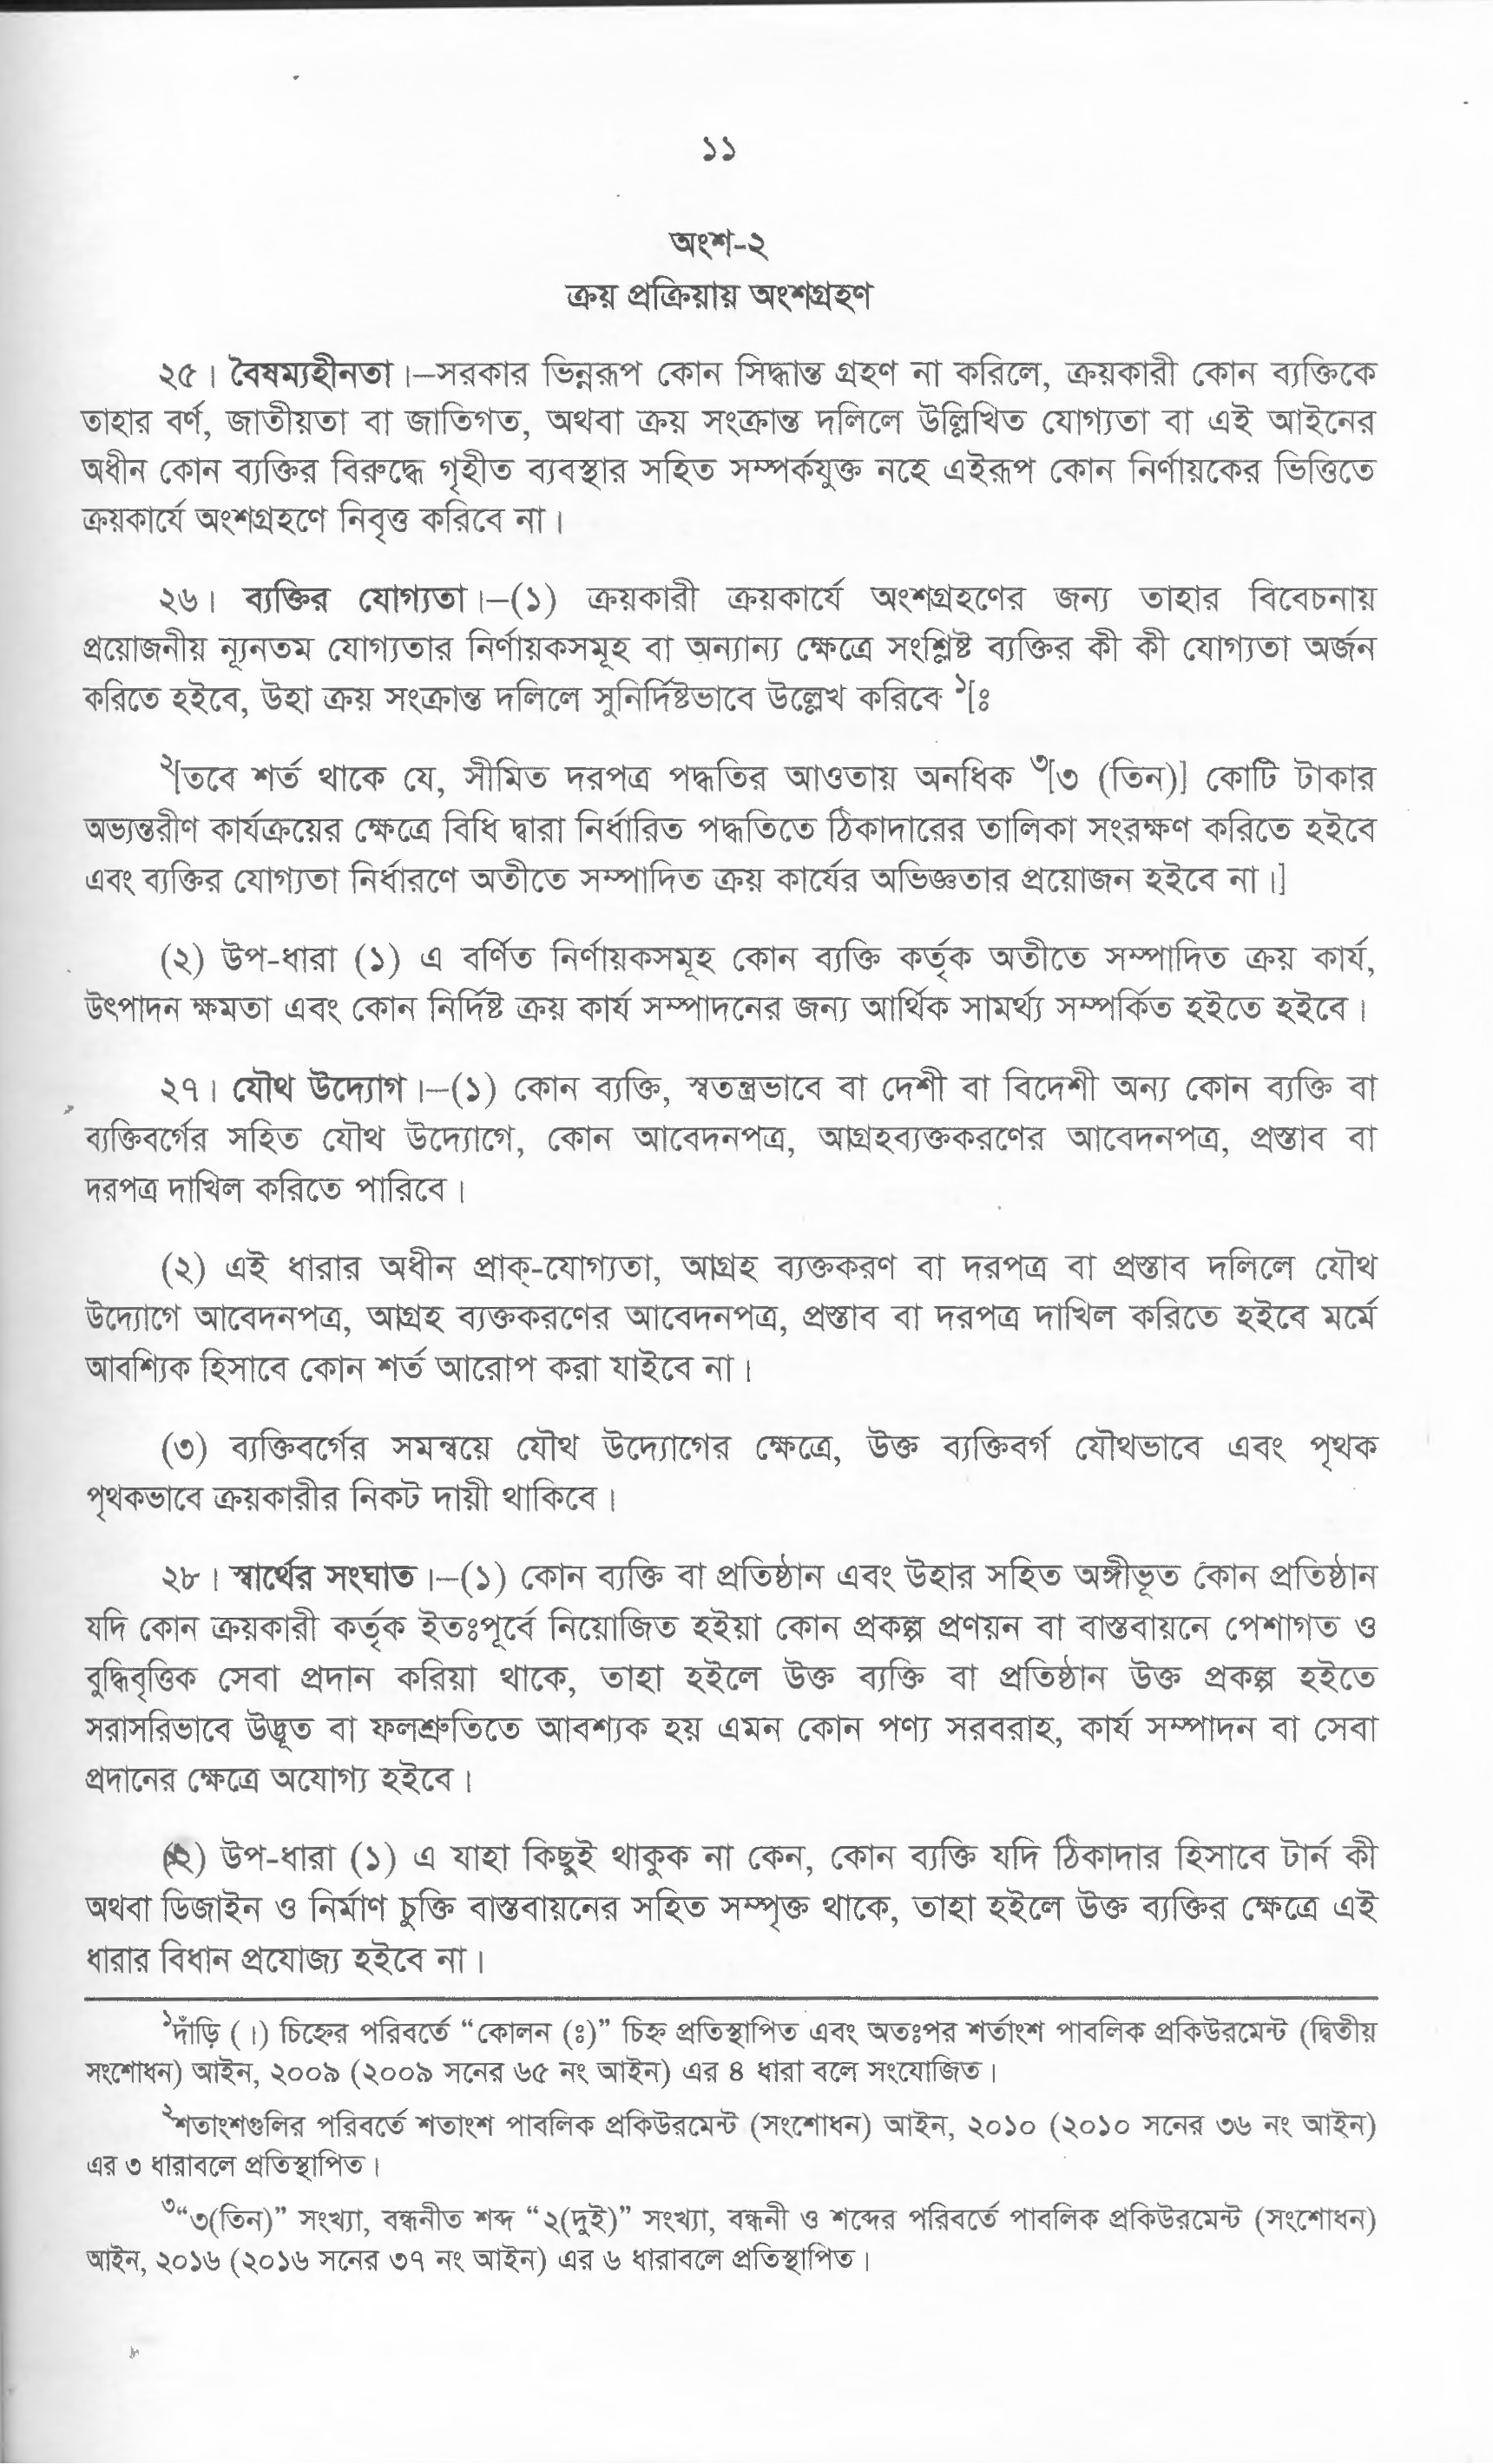 ১১
অংশ-২
ক্রয় প্রক্রিয়ায় অংশগ্রহণ
২৫। বৈষম্যহীনতা।–সরকার ভিন্নরূপ কোন সিদ্ধান্ত গ্রহণ না করিলে, ক্রয়কারী কোন ব্যক্তিকে
তাহার বর্ণ, জাতীয়তা বা জাতিগত, অথবা ক্রয় সংক্রান্ত দলিলে উল্লিখিত যোগ্যতা বা এই আইনের
অধীন কোন ব্যক্তির বিরুদ্ধে গৃহীত ব্যবস্থার সহিত সম্পর্কযুক্ত নহে এইরূপ কোন নির্ণায়কের ভিত্তিতে
ক্রয়কার্যে অংশগ্রহণে নিবৃত্ত করিবে না।
২৬। ব্যক্তির যোগ্যতা।–(১) ক্রয়কারী ক্রয়কার্যে অংশগ্রহণের জন্য তাহার বিবেচনায়
প্রয়োজনীয় ন্যূনতম যোগ্যতার নির্ণায়কসমূহ বা অন্যান্য ক্ষেত্রে সংশ্লিষ্ট ব্যক্তির কী কী যোগ্যতা অর্জন
করিতে হইবে, উহা ক্রয় সংক্রান্ত দলিলে সুনির্দিষ্টভাবে উল্লেখ করিবে ১[ঃ
২[তবে শর্ত থাকে যে, সীমিত দরপত্র পদ্ধতির আওতায় অনধিক ৩[৩ (তিন)] কোটি টাকার
অভ্যন্তরীণ কার্যক্রয়ের ক্ষেত্রে বিধি দ্বারা নির্ধারিত পদ্ধতিতে ঠিকাদারের তালিকা সংরক্ষণ করিতে হইবে
এবং ব্যক্তির যোগ্যতা নির্ধারণে অতীতে সম্পাদিত ক্রয় কার্যের অভিজ্ঞতার প্রয়োজন হইবে না।]
(২) উপ-ধারা (১) এ বর্ণিত নির্ণায়কসমূহ কোন ব্যক্তি কর্তৃক অতীতে সম্পাদিত ক্রয় কার্য,
উৎপাদন ক্ষমতা এবং কোন নির্দিষ্ট ক্রয় কার্য সম্পাদনের জন্য আর্থিক সামর্থ্য সম্পর্কিত হইতে হইবে।
২৭। যৌথ উদ্যোগ।–(১) কোন ব্যক্তি, স্বতন্ত্রভাবে বা দেশী বা বিদেশী অন্য কোন ব্যক্তি বা
ব্যক্তিবর্গের সহিত যৌথ উদ্যোগে, কোন আবেদনপত্র, আগ্রহব্যক্তকরণের আবেদনপত্র, প্রস্তাব বা
দরপত্র দাখিল করিতে পারিবে।
(২) এই ধারার অধীন প্রাক্-যোগ্যতা, আগ্রহ ব্যক্তকরণ বা দরপত্র বা প্রস্তাব দলিলে যৌথ
উদ্যোগে আবেদনপত্র, আগ্রহ ব্যক্তকরণের আবেদনপত্র, প্রস্তাব বা দরপত্র দাখিল করিতে হইবে মর্মে
আবশ্যিক হিসাবে কোন শর্ত আরোপ করা যাইবে না।
(৩) ব্যক্তিবর্গের সমন্বয়ে যৌথ উদ্যোগের ক্ষেত্রে, উক্ত ব্যক্তিবর্গ যৌথভাবে এবং পৃথক
পৃথকভাবে ক্রয়কারীর নিকট দায়ী থাকিবে।
২৮। স্বার্থের সংঘাত।–(১) কোন ব্যক্তি বা প্রতিষ্ঠান এবং উহার সহিত অঙ্গীভূত কোন প্রতিষ্ঠান
যদি কোন ক্রয়কারী কর্তৃক ইতঃপূর্বে নিয়োজিত হইয়া কোন প্রকল্প প্রণয়ন বা বাস্তবায়নে পেশাগত ও
বুদ্ধিবৃত্তিক সেবা প্রদান করিয়া থাকে, তাহা হইলে উক্ত ব্যক্তি বা প্রতিষ্ঠান উক্ত প্রকল্প হইতে
সরাসরিভাবে উদ্ভূত বা ফলশ্রুতিতে আবশ্যক হয় এমন কোন পণ্য সরবরাহ, কার্য সম্পাদন বা সেবা
প্রদানের ক্ষেত্রে অযোগ্য হইবে।
(২) উপ-ধারা (১) এ যাহা কিছুই থাকুক না কেন, কোন ব্যক্তি যদি ঠিকাদার হিসাবে টার্ন কী
অথবা ডিজাইন ও নির্মাণ চুক্তি বাস্তবায়নের সহিত সম্পৃক্ত থাকে, তাহা হইলে উক্ত ব্যক্তির ক্ষেত্রে এই
ধারার বিধান প্রযোজ্য হইবে না।
১দাঁড়ি (।) চিহ্নের পরিবর্তে “কোলন (ঃ)” চিহ্ন প্রতিস্থাপিত এবং অতঃপর শর্তাংশ পাবলিক প্রকিউরমেন্ট (দ্বিতীয়
সংশোধন) আইন, ২০০৯ (২০০৯ সনের ৬৫ নং আইন) এর ৪ ধারা বলে সংযোজিত।
২শতাংশগুলির পরিবর্তে শতাংশ পাবলিক প্রকিউরমেন্ট (সংশোধন) আইন, ২০১০ (২০১০ সনের ৩৬ নং আইন)
এর ৩ ধারাবলে প্রতিস্থাপিত।
৩“৩(তিন)” সংখ্যা, বন্ধনীত শব্দ “২(দুই)” সংখ্যা, বন্ধনী ও শব্দের পরিবর্তে পাবলিক প্রকিউরমেন্ট (সংশোধন)
আইন, ২০১৬ (২০১৬ সনের ৩৭ নং আইন) এর ৬ ধারাবলে প্রতিস্থাপিত।